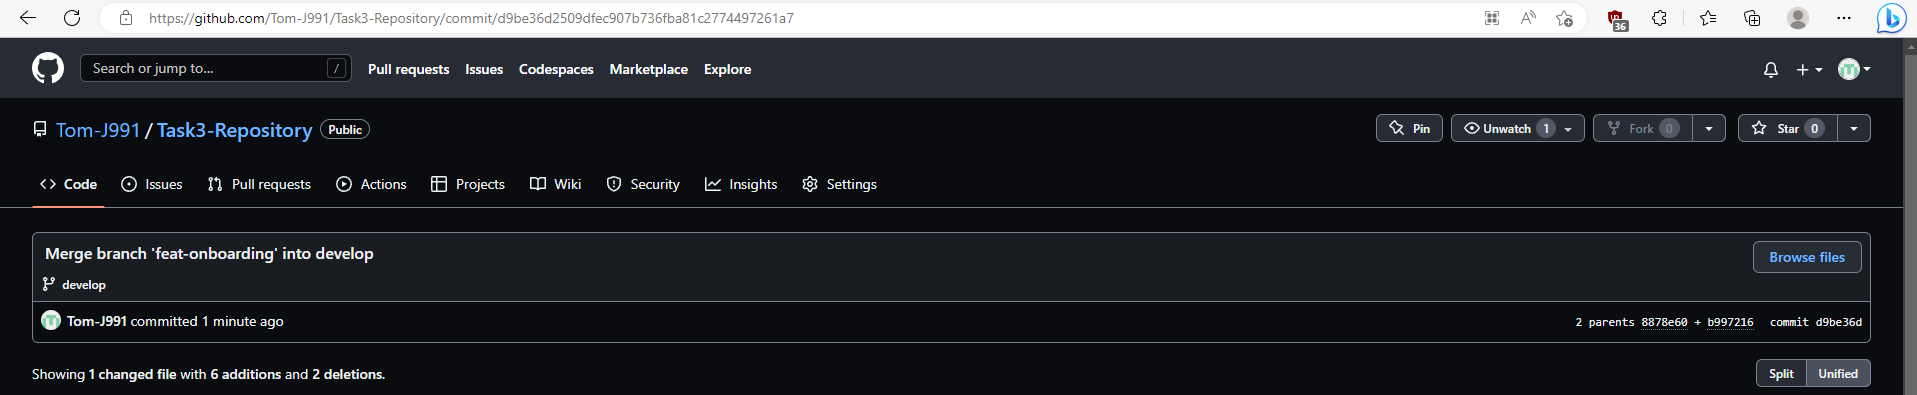 https://github.com/Tom-J991/Task3-Repository/commit/d9be36d2509dfec907b736fba81c2774497261a7
36
Search or jump to... /
Pull requests Issues Codespaces Marketplace Explore
Tom-J991 / Task3-Repository Public
Pin Unwatch 1 Fork 0 Star 0
Code Issues Pull requests Actions Projects Wiki Security Insights Settings
Merge branch 'feat-onboarding' into develop
Browse files
develop
Tom-J991 committed 1 minute ago 2 parents 8878e60 + b997216 commit d9be36d
Showing 1 changed file with 6 additions and 2 deletions. Split Unified